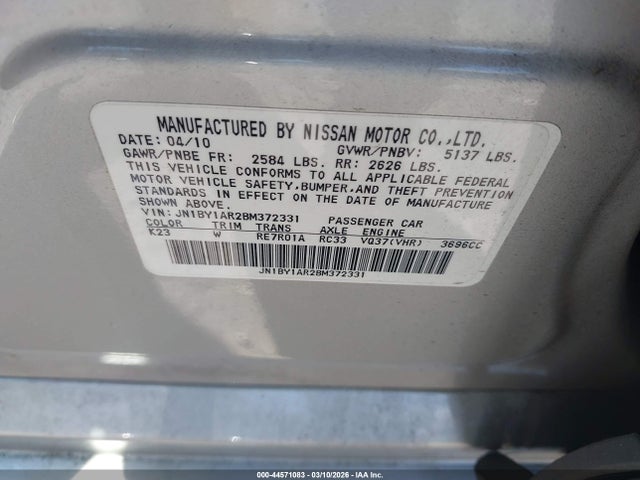 MANUFACTURED BY NISSAN MOTOR CO.,LTD.
DATE: 04/10 GVWR/PNBV: 5137 LBS.
GAWR/PNBE FR: 2584 LBS. RR: 2626 LBS.
THIS VEHICLE CONFORMS TO ALL APPLICABLE FEDERAL
MOTOR VEHICLE SAFETY, BUMPER, AND THEFT PREVENTION
STANDARDS IN EFFECT ON THE DATE OF MANUFACTURE
SHOWN ABOVE.
VIN: JN1BY1AR2BM372331 PASSENGER CAR
COLOR TRIM TRANS AXLE ENGINE
K23 W RE7R01A RC33 VQ37(VHR) 3696CC
JN1BY1AR2BM372331
000-44571083 - 03/10/2026 - IAAI, Inc.